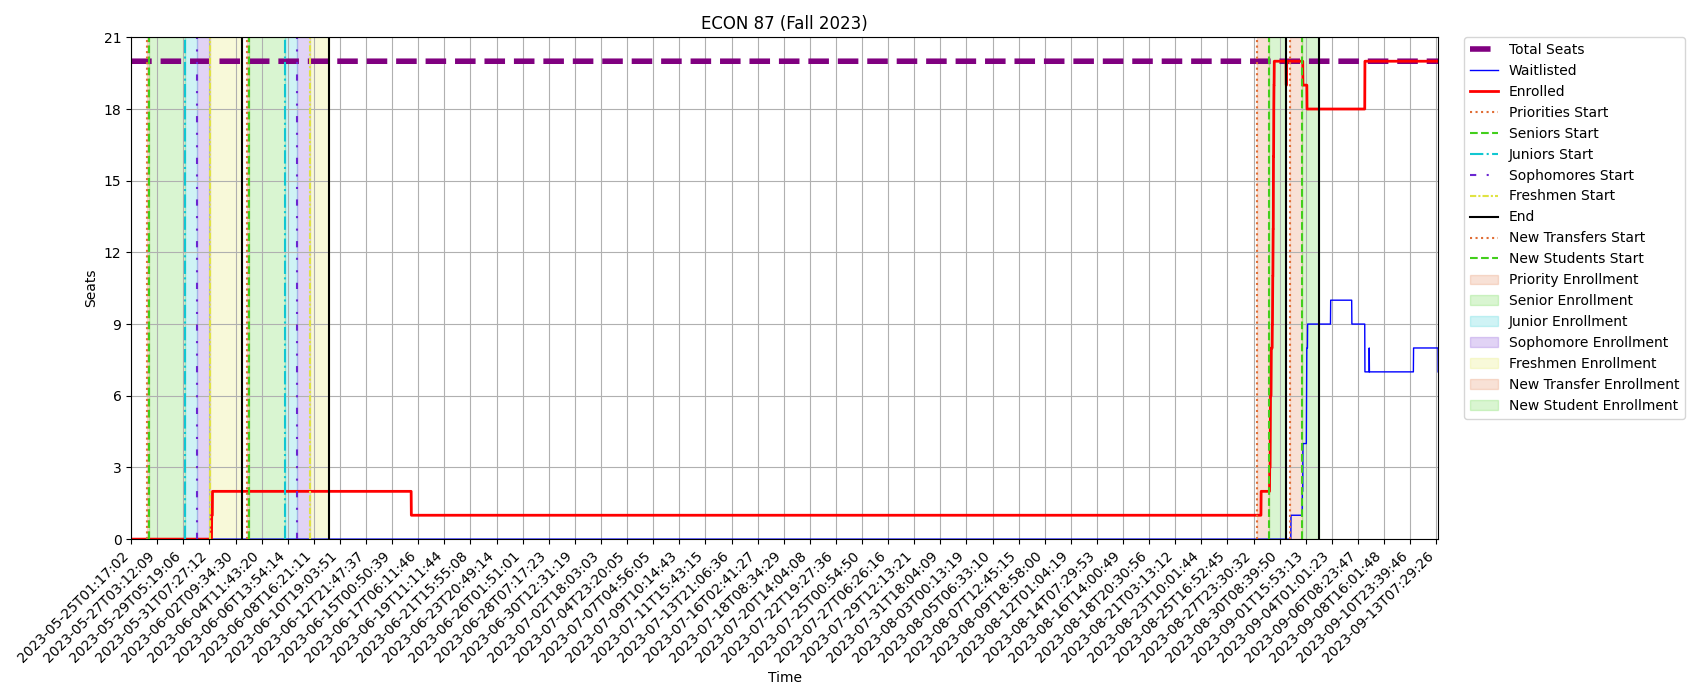 ECON 87 (Fall 2023)
21
18
15
12
9
6
3
0
Seats
2023-05-25T01:17:02
2023-05-27T03:12:09
2023-05-29T05:19:06
2023-05-31T07:27:12
2023-06-02T09:34:30
2023-06-04T11:43:20
2023-06-06T13:54:14
2023-06-08T16:21:11
2023-06-10T19:03:51
2023-06-12T21:47:37
2023-06-15T00:50:39
2023-06-17T06:11:46
2023-06-19T11:11:44
2023-06-21T15:55:08
2023-06-23T20:49:14
2023-06-26T01:51:01
2023-06-28T07:17:23
2023-06-30T12:31:19
2023-07-02T18:03:03
2023-07-04T23:20:05
2023-07-07T04:56:05
2023-07-09T10:14:43
2023-07-11T15:43:15
2023-07-13T21:06:36
2023-07-16T02:41:27
2023-07-18T08:34:29
2023-07-20T14:04:08
2023-07-22T19:27:36
2023-07-25T00:54:50
2023-07-27T06:26:16
2023-07-29T12:13:21
2023-07-31T18:04:09
2023-08-03T00:13:19
2023-08-05T06:33:10
2023-08-07T12:45:15
2023-08-09T18:58:00
2023-08-12T01:04:19
2023-08-14T07:29:53
2023-08-16T14:00:49
2023-08-18T20:30:56
2023-08-21T03:13:12
2023-08-23T10:01:44
2023-08-25T16:52:45
2023-08-27T23:30:32
2023-08-30T08:39:50
2023-09-01T15:53:13
2023-09-04T01:01:23
2023-09-06T08:23:47
2023-09-08T16:01:48
2023-09-10T23:39:46
2023-09-13T07:29:26
Time
Total Seats
Waitlisted
Enrolled
Priorities Start
Seniors Start
Juniors Start
Sophomores Start
Freshmen Start
End
New Transfers Start
New Students Start
Priority Enrollment
Senior Enrollment
Junior Enrollment
Sophomore Enrollment
Freshmen Enrollment
New Transfer Enrollment
New Student Enrollment